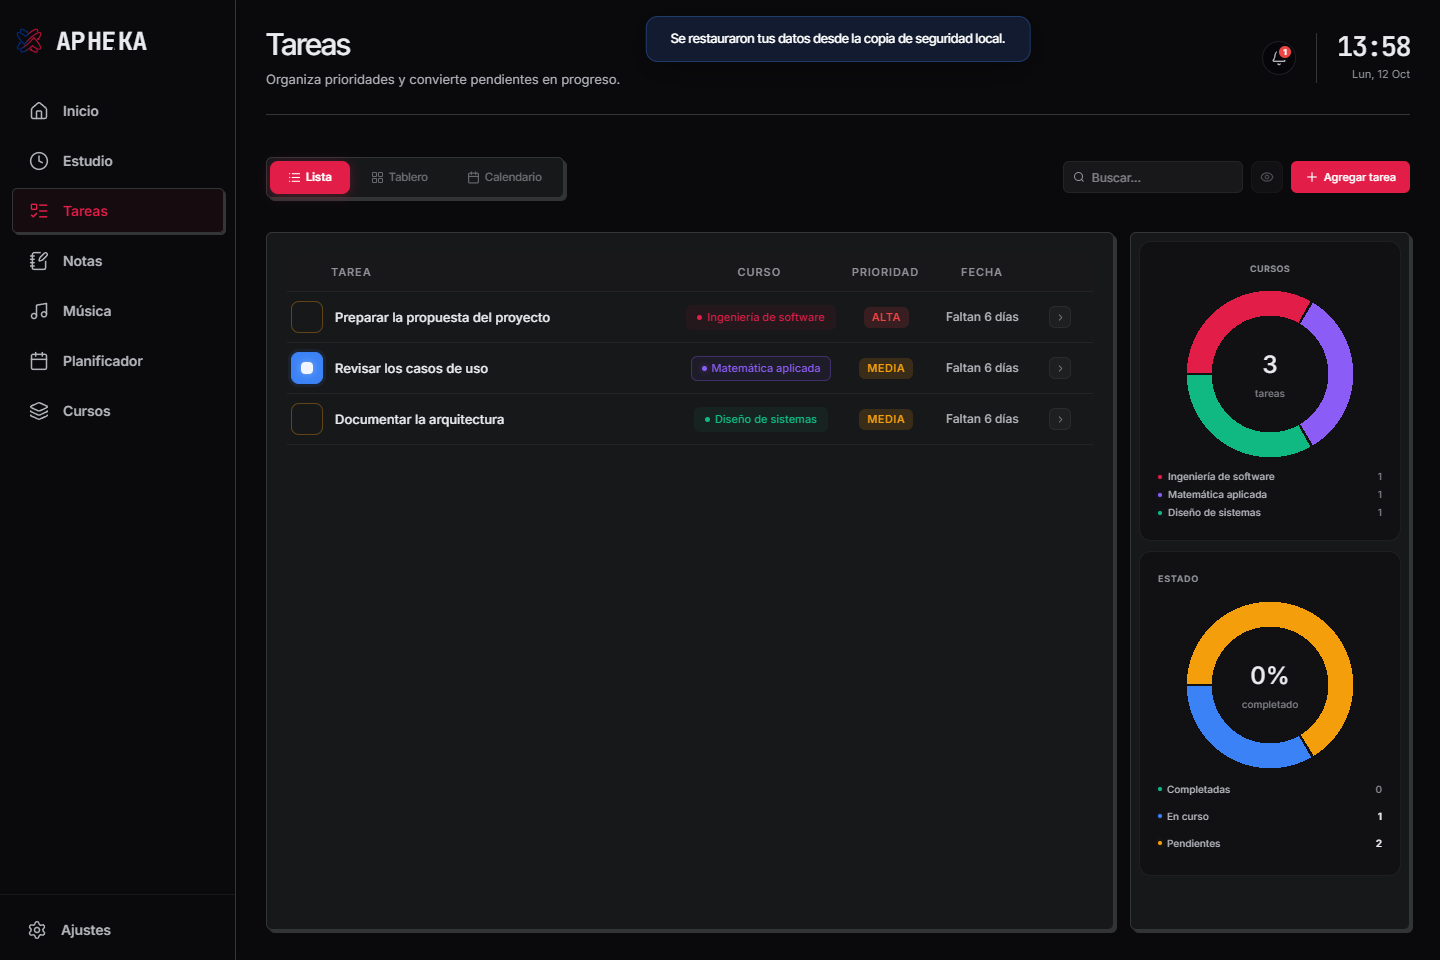 APHEKA
Inicio
Estudio
Tareas
Notas
Música
Planificador
Cursos
Ajustes
Tareas
Organiza prioridades y convierte pendientes en progreso.
Se restauraron tus datos desde la copia de seguridad local.
1
13:58
Lun, 12 Oct
Lista
Tablero
Calendario
Buscar...
Agregar tarea
TAREA CURSO PRIORIDAD FECHA
Preparar la propuesta del proyecto Ingeniería de software ALTA Faltan 6 días
Revisar los casos de uso Matemática aplicada MEDIA Faltan 6 días
Documentar la arquitectura Diseño de sistemas MEDIA Faltan 6 días
CURSOS
3
tareas
Ingeniería de software 1
Matemática aplicada 1
Diseño de sistemas 1
ESTADO
0%
completado
Completadas 0
En curso 1
Pendientes 2